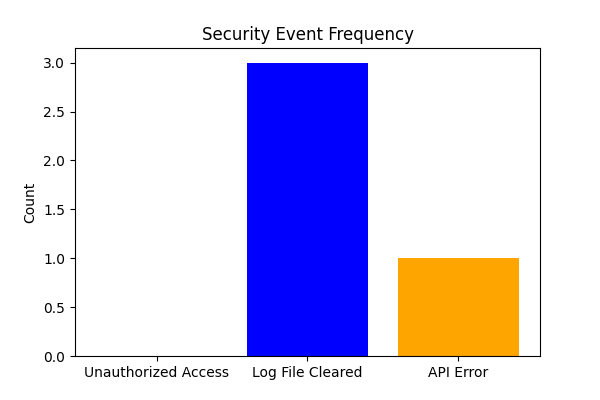 Security Event Frequency
3.0
2.5
2.0
1.5
1.0
0.5
0.0
Count
Unauthorized Access
Log File Cleared
API Error